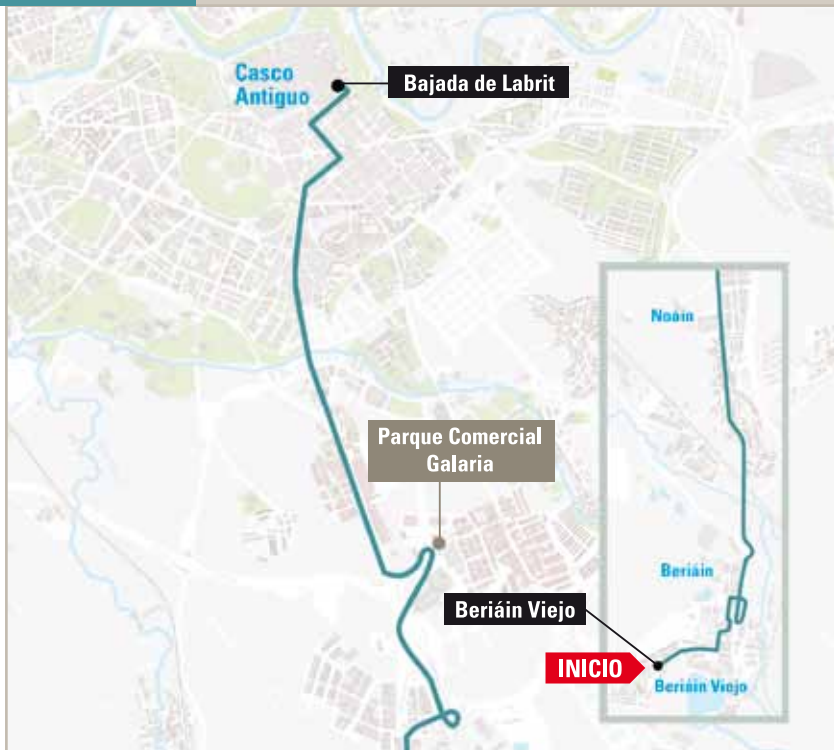 Casco
Antiguo
Bajada de Labrit
Noáin
Parque Comercial
Galaria
Beriáin
Beriáin Viejo
INICIO
Beriáin Viejo